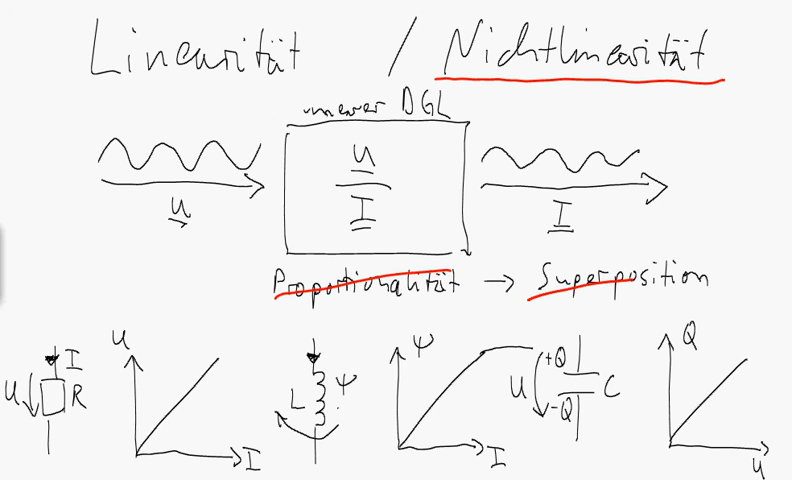 Linearität / Nichtlinearität
linearer DGL
u
I
u
I
Proportionalität → Superposition
u I R u I
L Ψ Ψ I
u +Q -Q C Q u